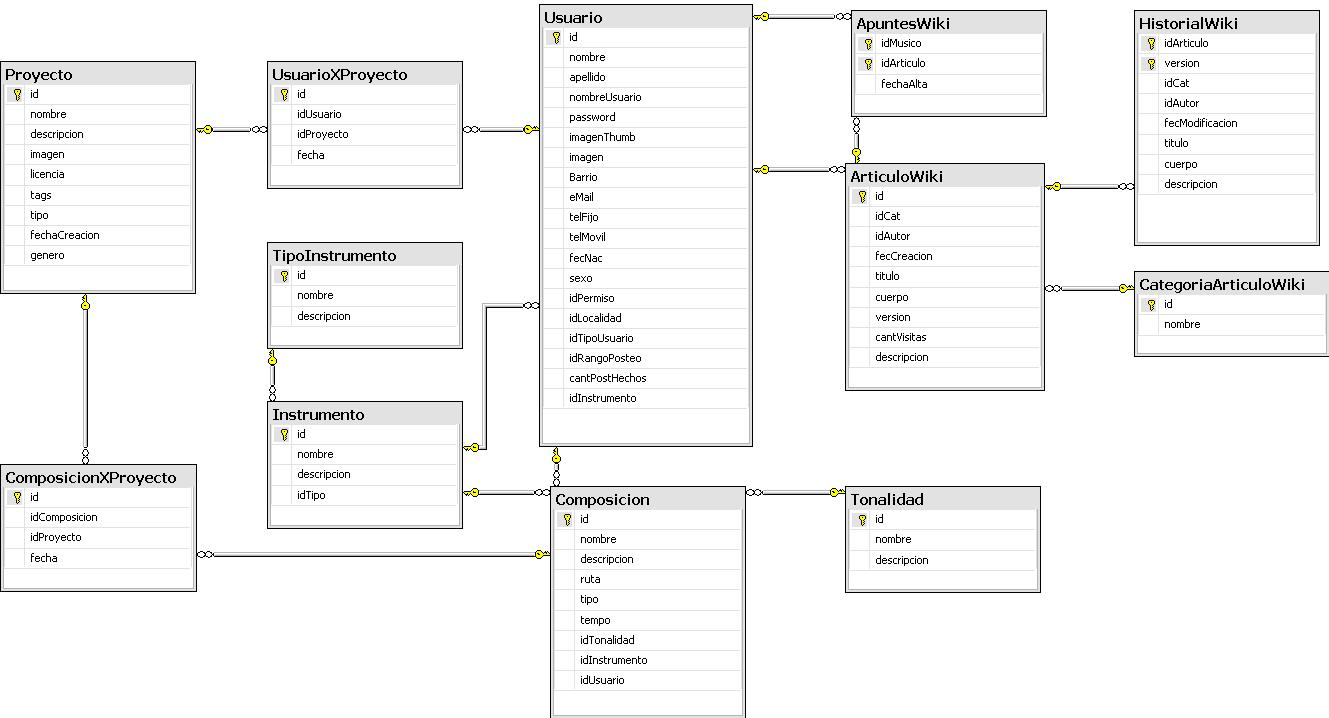 Proyecto
id
nombre
descripcion
imagen
licencia
tags
tipo
fechaCreacion
genero
UsuarioXProyecto
id
idUsuario
idProyecto
fecha
TipoInstrumento
id
nombre
descripcion
Instrumento
id
nombre
descripcion
idTipo
ComposicionXProyecto
id
idComposicion
idProyecto
fecha
Usuario
id
nombre
apellido
nombreUsuario
password
imagenThumb
imagen
Barrio
eMail
telFijo
telMovil
fecNac
sexo
idPermiso
idLocalidad
idTipoUsuario
idRangoPosteo
cantPostHechos
idInstrumento
Composicion
id
nombre
descripcion
ruta
tipo
tempo
idTonalidad
idInstrumento
idUsuario
ApuntesWiki
idMusico
idArticulo
fechaAlta
ArticuloWiki
id
idCat
idAutor
fecCreacion
titulo
cuerpo
version
cantVisitas
descripcion
Tonalidad
id
nombre
descripcion
HistorialWiki
idArticulo
version
idCat
idAutor
fecModificacion
titulo
cuerpo
descripcion
CategoriaArticuloWiki
id
nombre